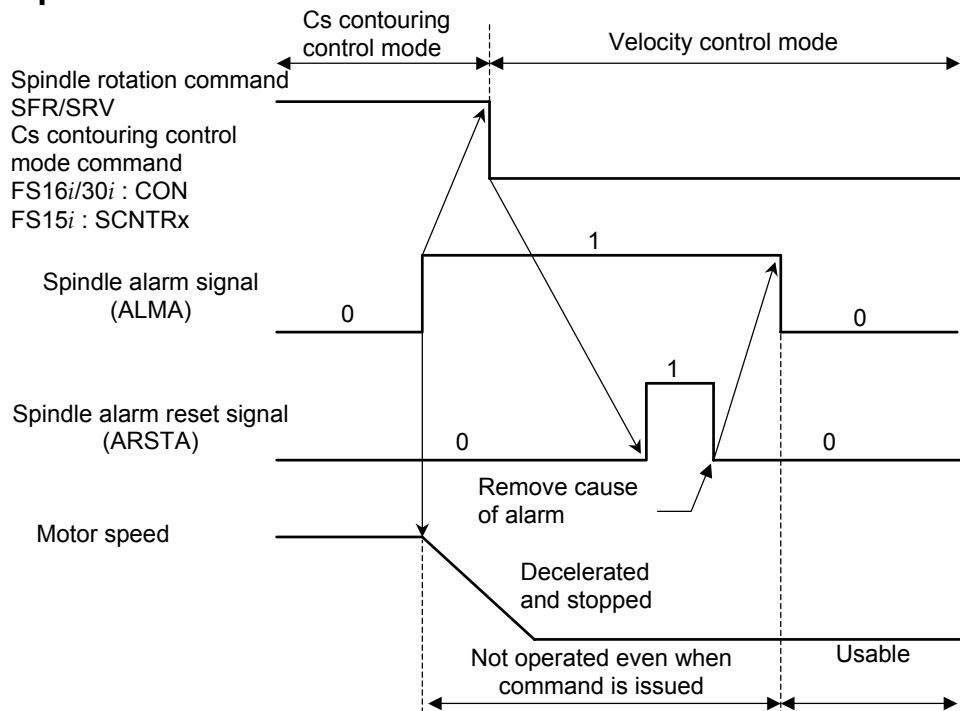 Cs contouring
control mode
Velocity control mode
Spindle rotation command
SFR/SRV
Cs contouring control
mode command
FS16i/30i : CON
FS15i : SCNTRx
1
Spindle alarm signal
(ALMA)
0
0
1
Spindle alarm reset signal
(ARSTA)
0
0
Remove cause
of alarm
Motor speed
Decelerated
and stopped
Not operated even when
command is issued
Usable